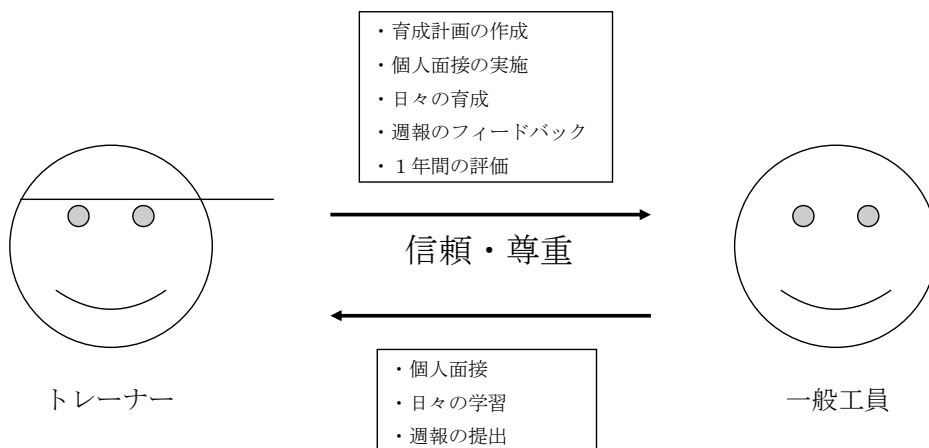 ・育成計画の作成
・個人面接の実施
・日々の育成
・週報のフィードバック
・１年間の評価
信頼・尊重
・個人面接
・日々の学習
・週報の提出
トレーナー
一般工員